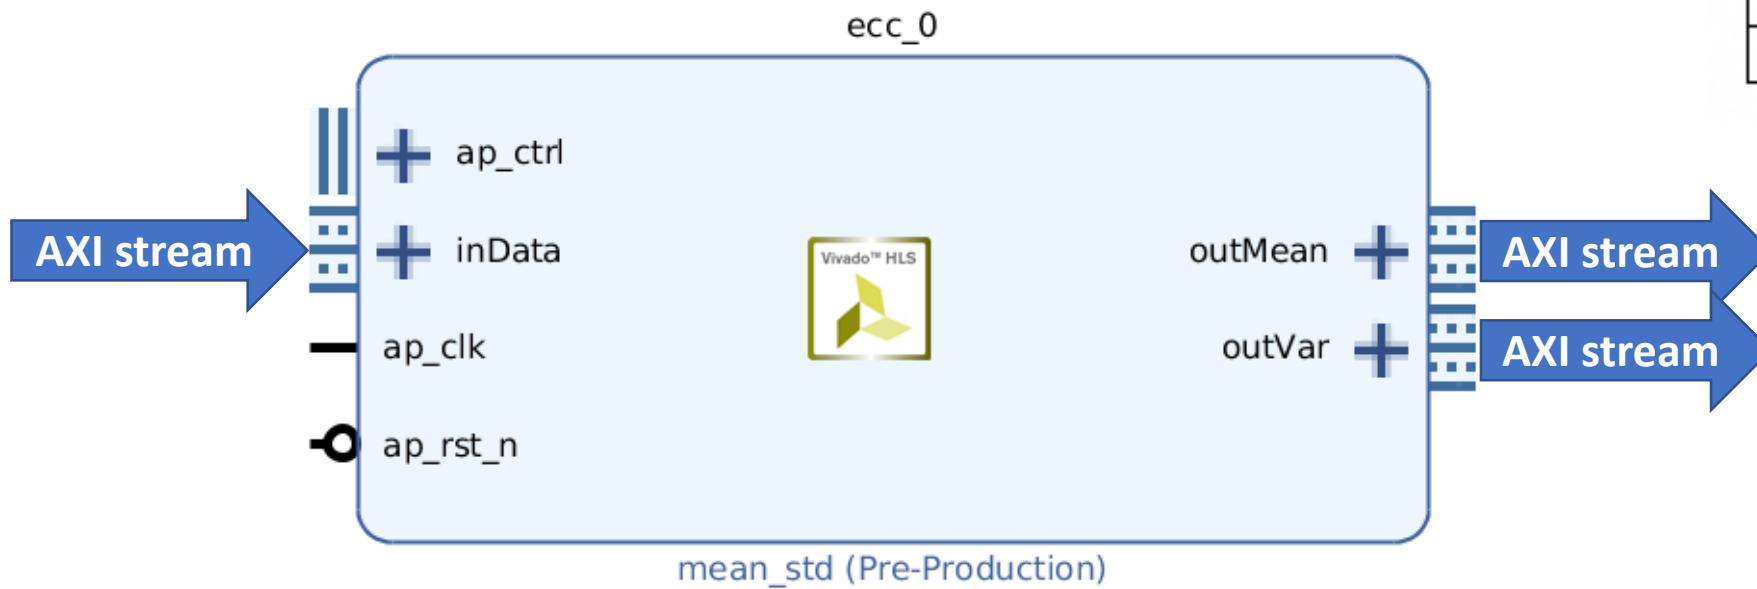 ecc_0
ap_ctrl
AXI stream
inData
Vivado™ HLS
outMean
AXI stream
ap_clk
outVar
AXI stream
ap_rst_n
mean_std (Pre-Production)